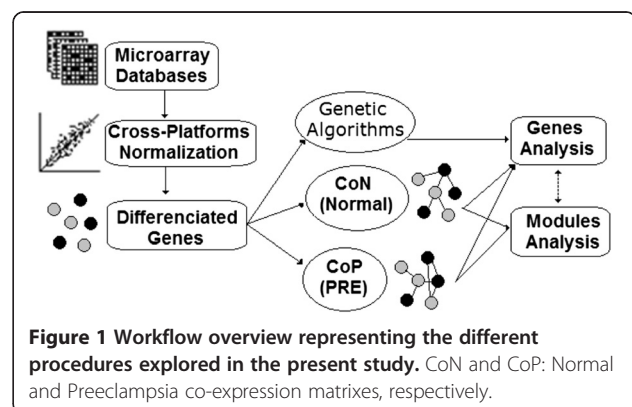 Microarray
Databases
Cross-Platforms
Normalization
Differenciated
Genes
Genetic
Algorithms
CoN
(Normal)
CoP
(PRE)
Genes
Analysis
Modules
Analysis
Figure 1 Workflow overview representing the different
procedures explored in the present study. CoN and CoP: Normal
and Preeclampsia co-expression matrixes, respectively.